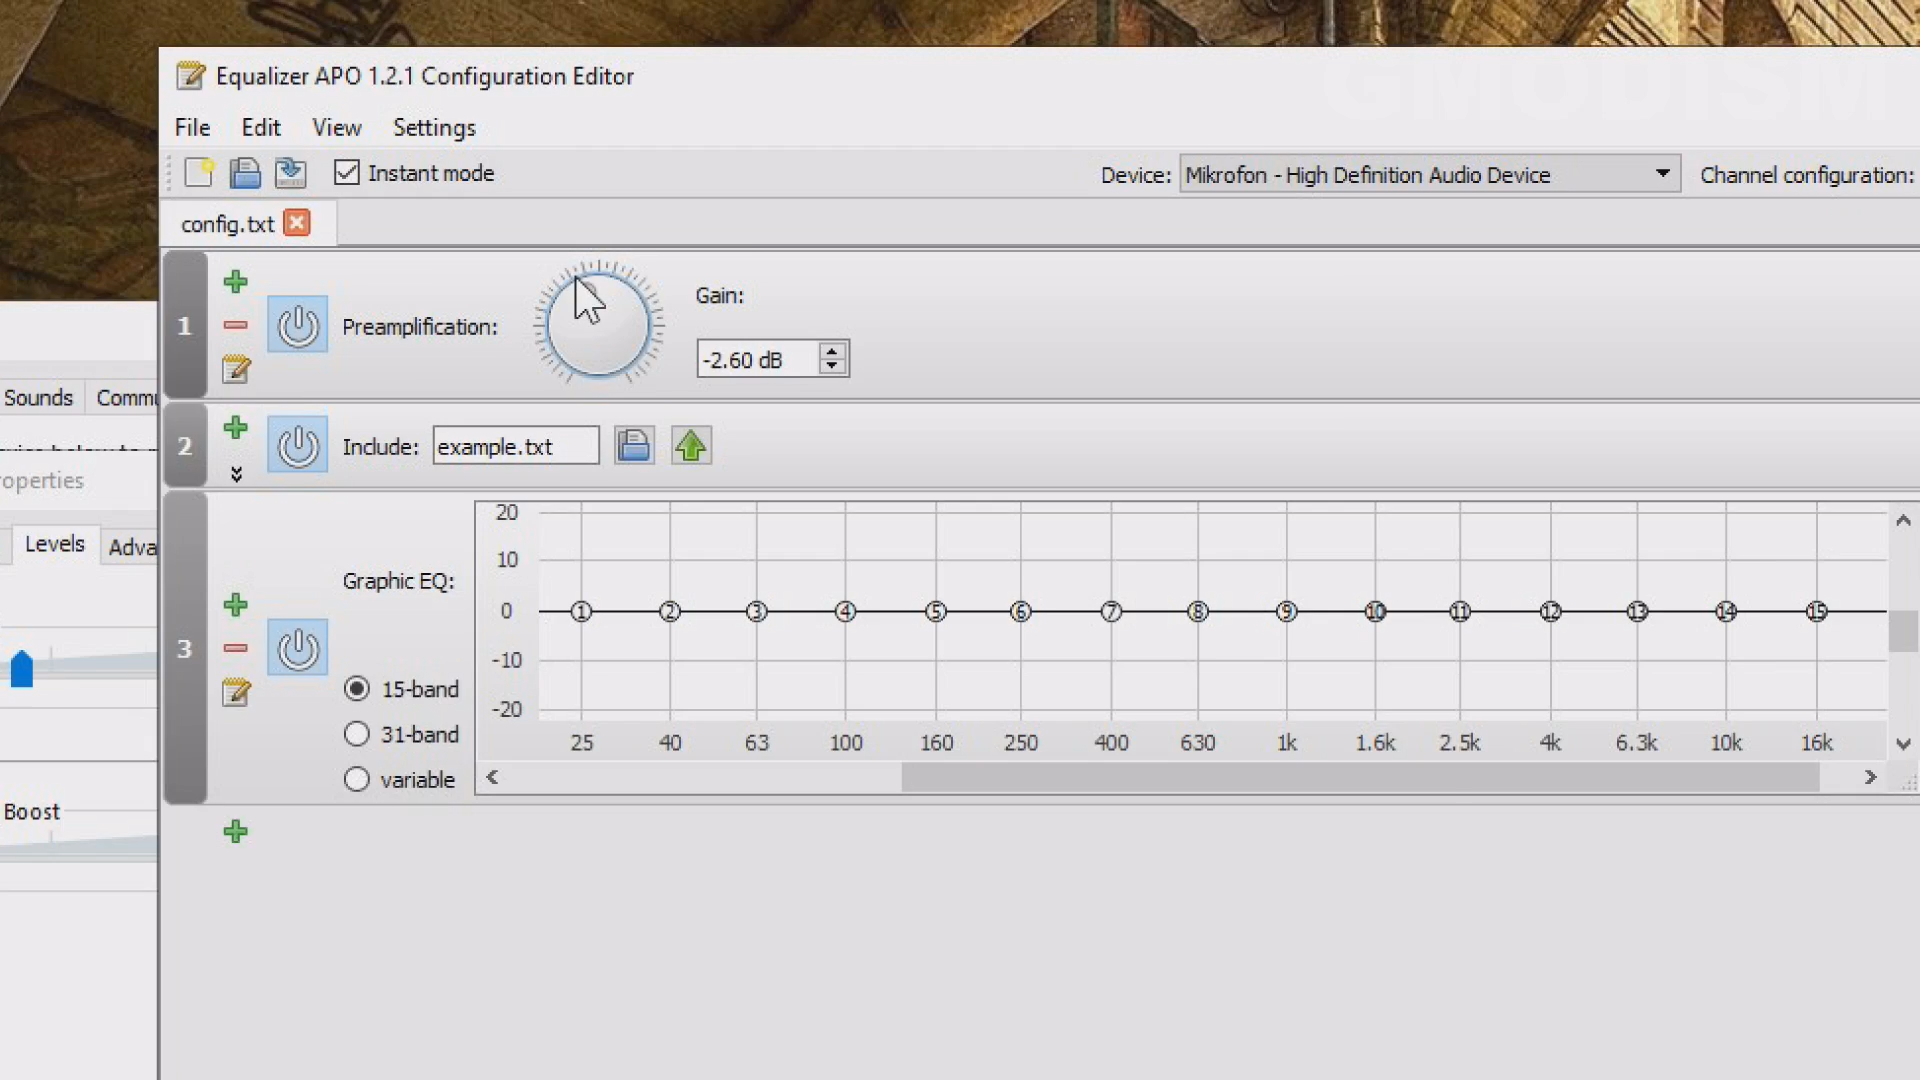 GMODISM
Equalizer APO 1.2.1 Configuration Editor
File Edit View Settings
Instant mode
Device: Mikrofon - High Definition Audio Device Channel configuration:
config.txt
1 Preamplification: Gain:
-2.60 dB
Sounds
2 Include: example.txt
operties
Levels
3 Graphic EQ:
15-band
31-band
variable
20
10
0
-10
-20
1 2 3 4 5 6 7 8 9 10 11 12 13 14 15
25 40 63 100 160 250 400 630 1k 1.6k 2.5k 4k 6.3k 10k 16k
Boost